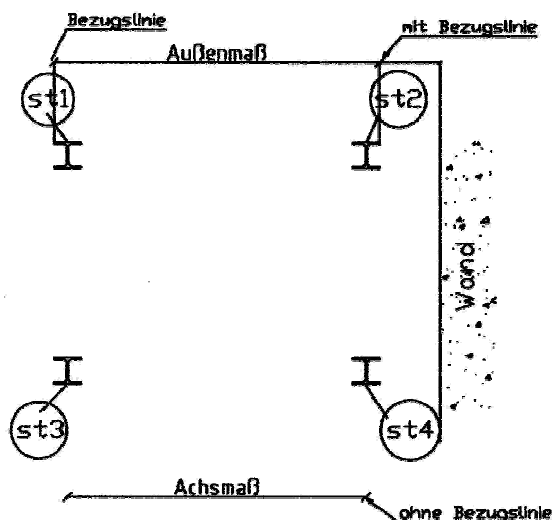 Bezugslinie
mit Bezugslinie
Außenmaß
st1
st2
Wand
st3
st4
Achsmaß
ohne Bezugslinie